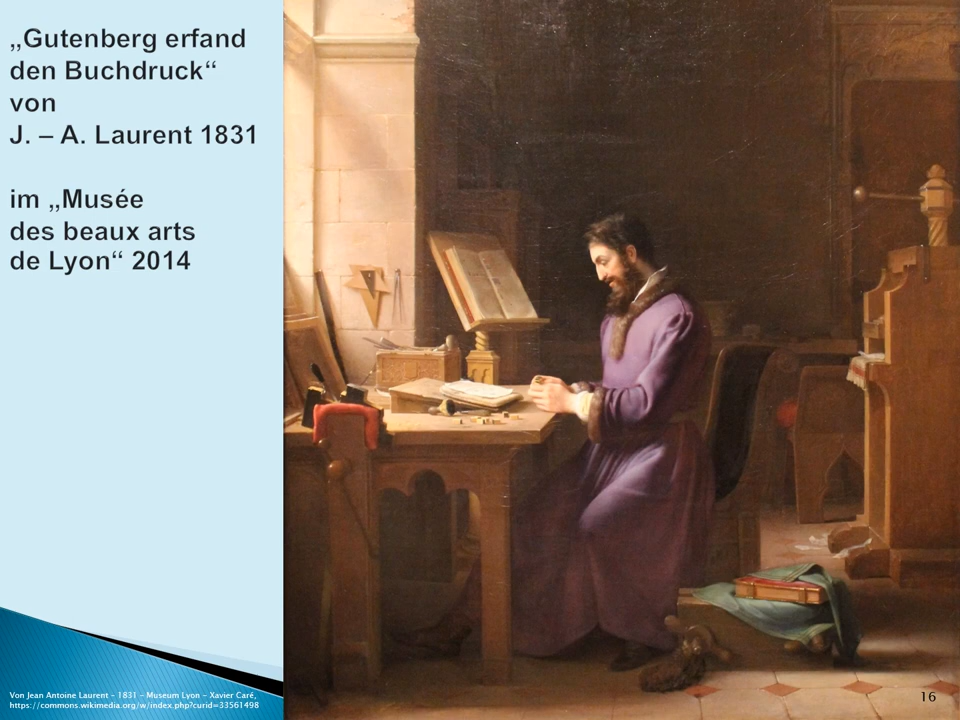 „Gutenberg erfand
den Buchdruck“
von
J. – A. Laurent 1831
im „Musée
des beaux arts
de Lyon“ 2014
Von Jean Antoine Laurent - 1831 - Museum Lyon - Xavier Caré,
https://commons.wikimedia.org/w/index.php?curid=33561498
16